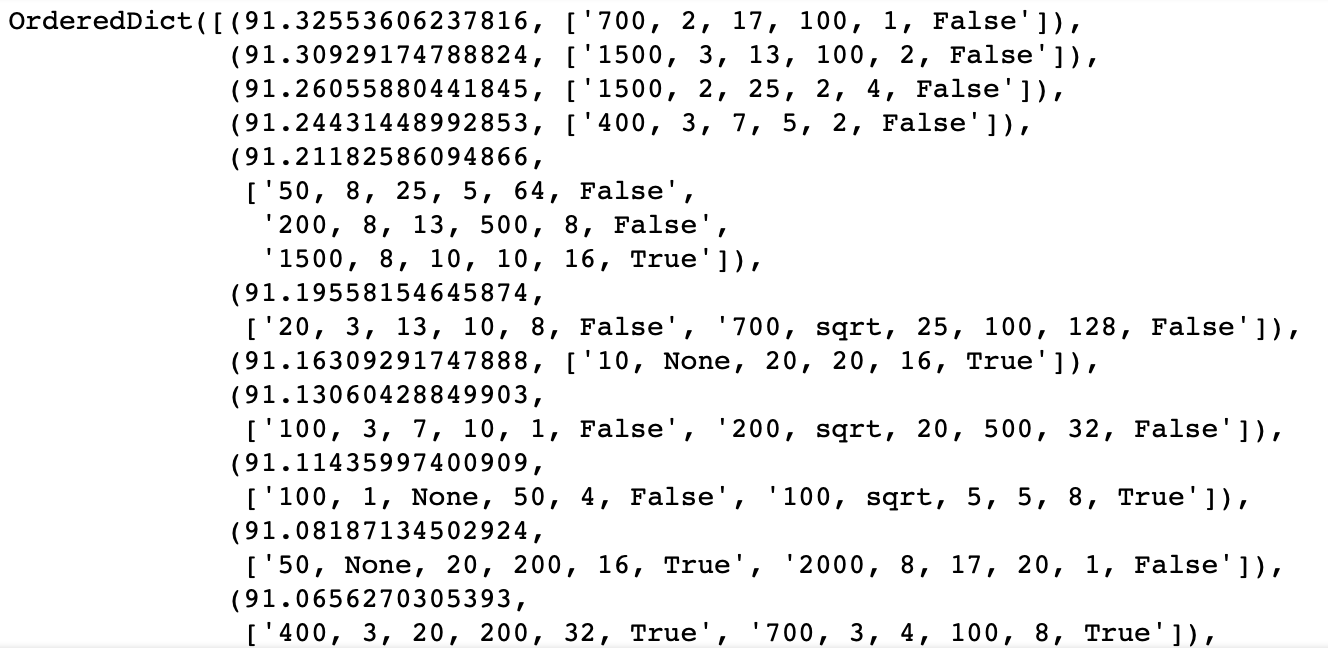 OrderedDict([(91.32553606237816, ['700, 2, 17, 100, 1, False']),
(91.30929174788824, ['1500, 3, 13, 100, 2, False']),
(91.26055880441845, ['1500, 2, 25, 2, 4, False']),
(91.24431448992853, ['400, 3, 7, 5, 2, False']),
(91.21182586094866,
['50, 8, 25, 5, 64, False',
'200, 8, 13, 500, 8, False',
'1500, 8, 10, 10, 16, True']),
(91.19558154645874,
['20, 3, 13, 10, 8, False', '700, sqrt, 25, 100, 128, False']),
(91.16309291747888, ['10, None, 20, 20, 16, True']),
(91.13060428849903,
['100, 3, 7, 10, 1, False', '200, sqrt, 20, 500, 32, False']),
(91.11435997400909,
['100, 1, None, 50, 4, False', '100, sqrt, 5, 5, 8, True']),
(91.08187134502924,
['50, None, 20, 200, 16, True', '2000, 8, 17, 20, 1, False']),
(91.0656270305393,
['400, 3, 20, 200, 32, True', '700, 3, 4, 100, 8, True']),